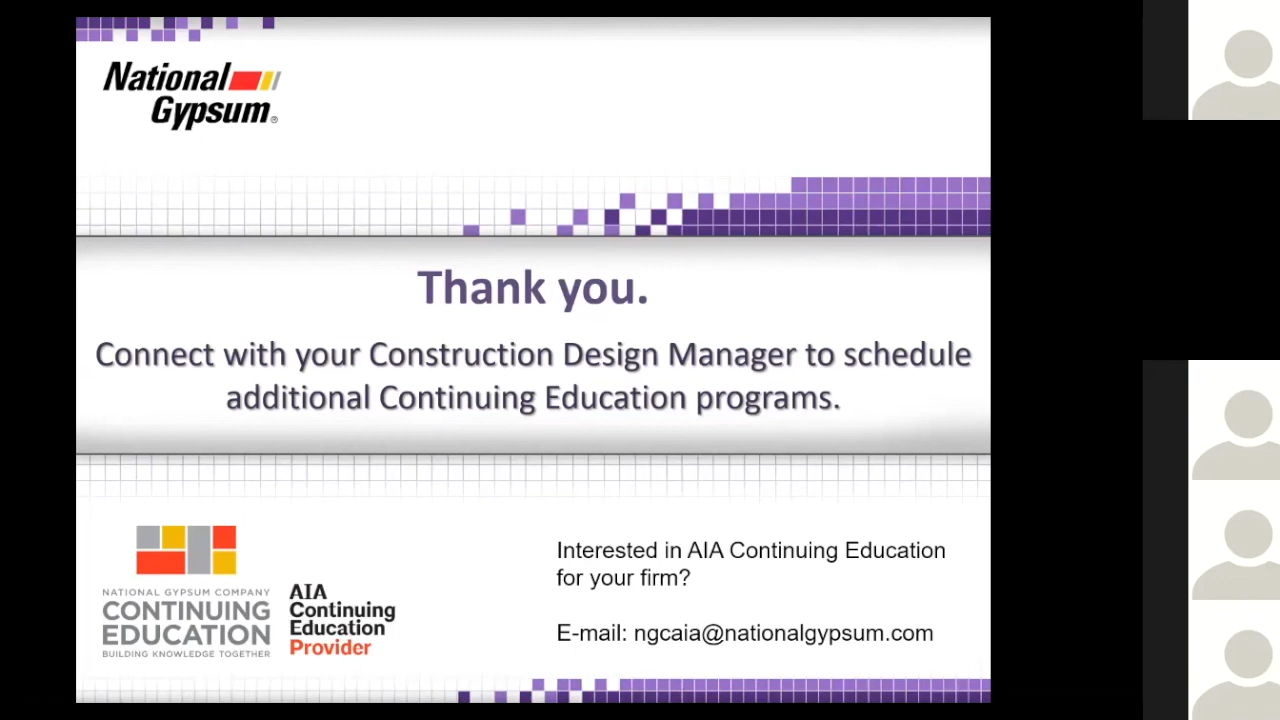 National
Gypsum®
Thank you.
Connect with your Construction Design Manager to schedule
additional Continuing Education programs.
NATIONAL GYPSUM COMPANY
CONTINUING
EDUCATION
BUILDING KNOWLEDGE TOGETHER
AIA
Continuing
Education
Provider
Interested in AIA Continuing Education
for your firm?
E-mail: ngcaia@nationalgypsum.com